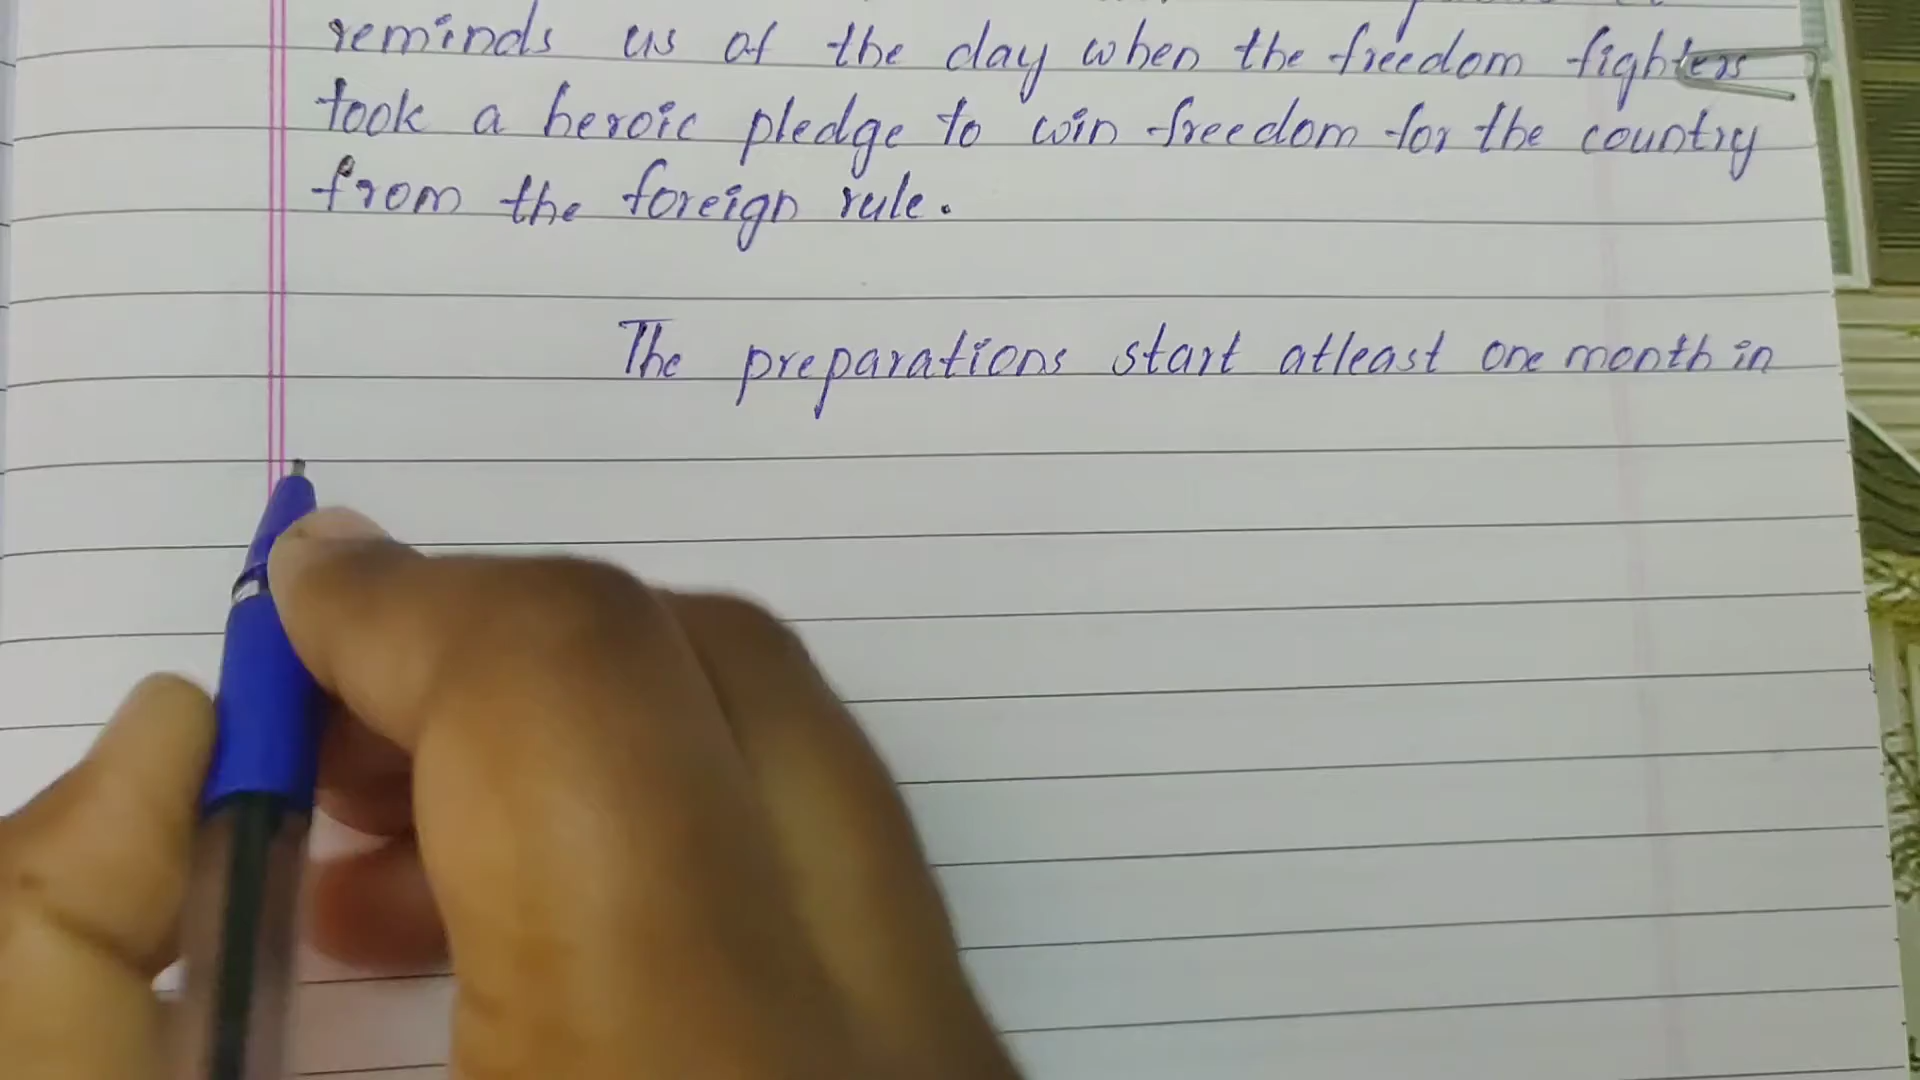 reminds us of the day when the freedom fighters
took a heroic pledge to win freedom for the country
from the foreign rule.
The preparations start atleast one month in